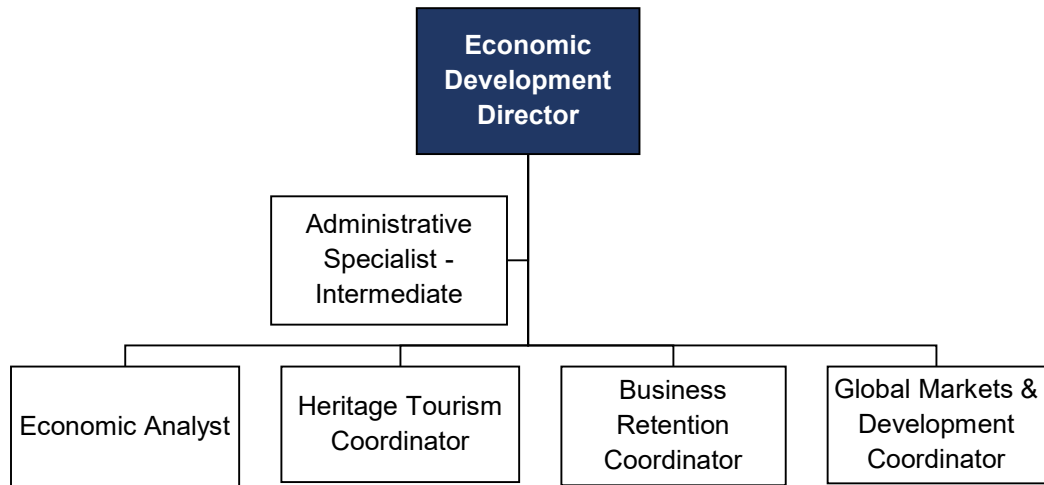 Economic
Development
Director
Administrative
Specialist -
Intermediate
Economic Analyst
Heritage Tourism
Coordinator
Business
Retention
Coordinator
Global Markets &
Development
Coordinator